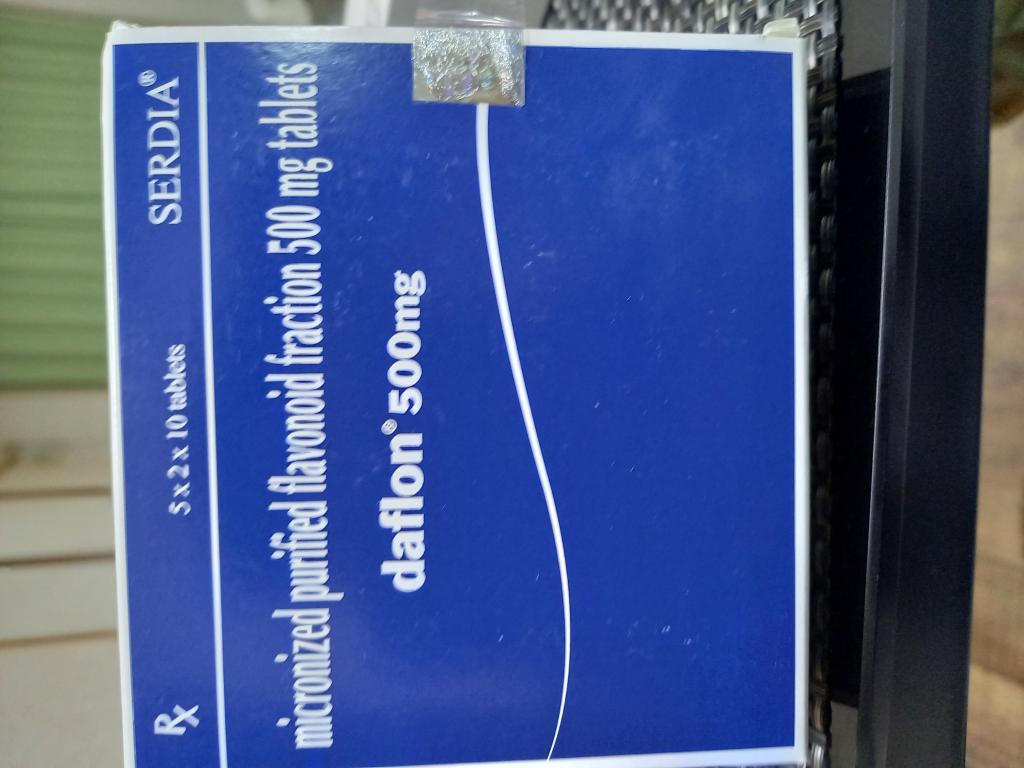 Rx 5 x 2 x 10 tablets SERDIA®
micronized purified flavonoid fraction 500 mg tablets
daflon® 500mg